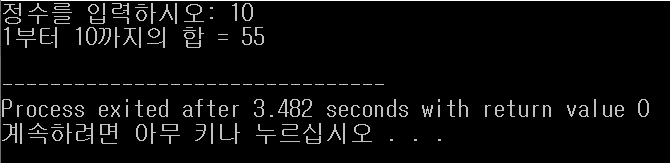 정수를 입력하시오: 10
1부터 10까지의 합 = 55
--------------------------------
Process exited after 3.482 seconds with return value 0
계속하려면 아무 키나 누르십시오 . . .